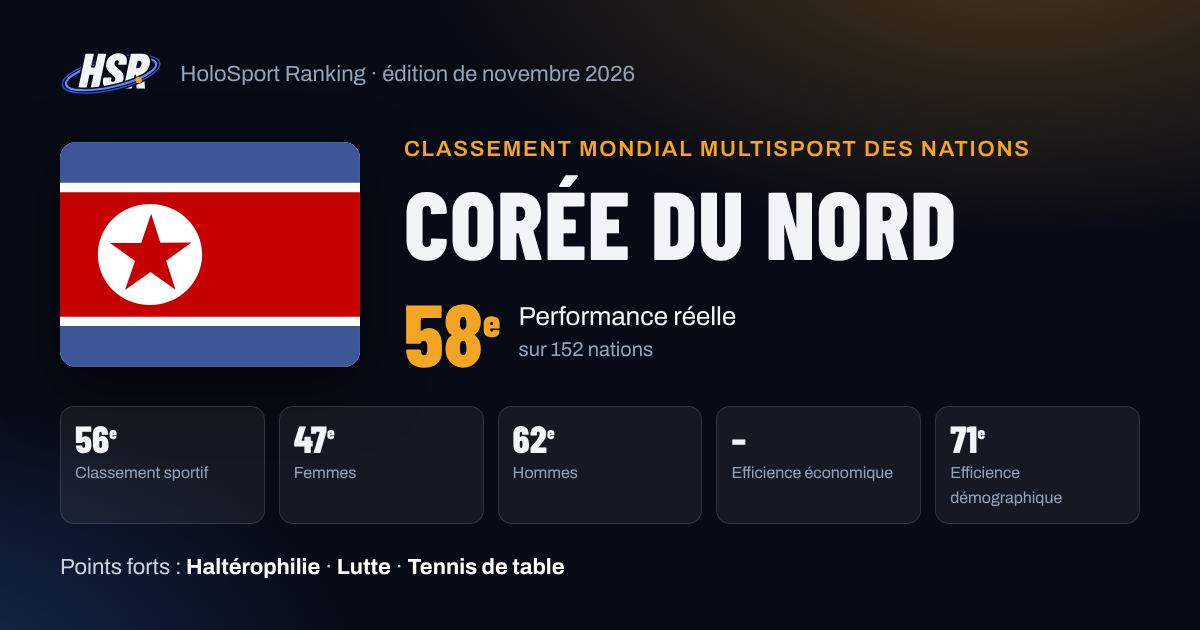 HSR
HoloSport Ranking · édition de novembre 2026
CLASSEMENT MONDIAL MULTISPORT DES NATIONS
CORÉE DU NORD
58e
Performance réelle
sur 152 nations
56e
Classement sportif
47e
Femmes
62e
Hommes
–
Efficience économique
71e
Efficience
démographique
Points forts : Haltérophilie · Lutte · Tennis de table